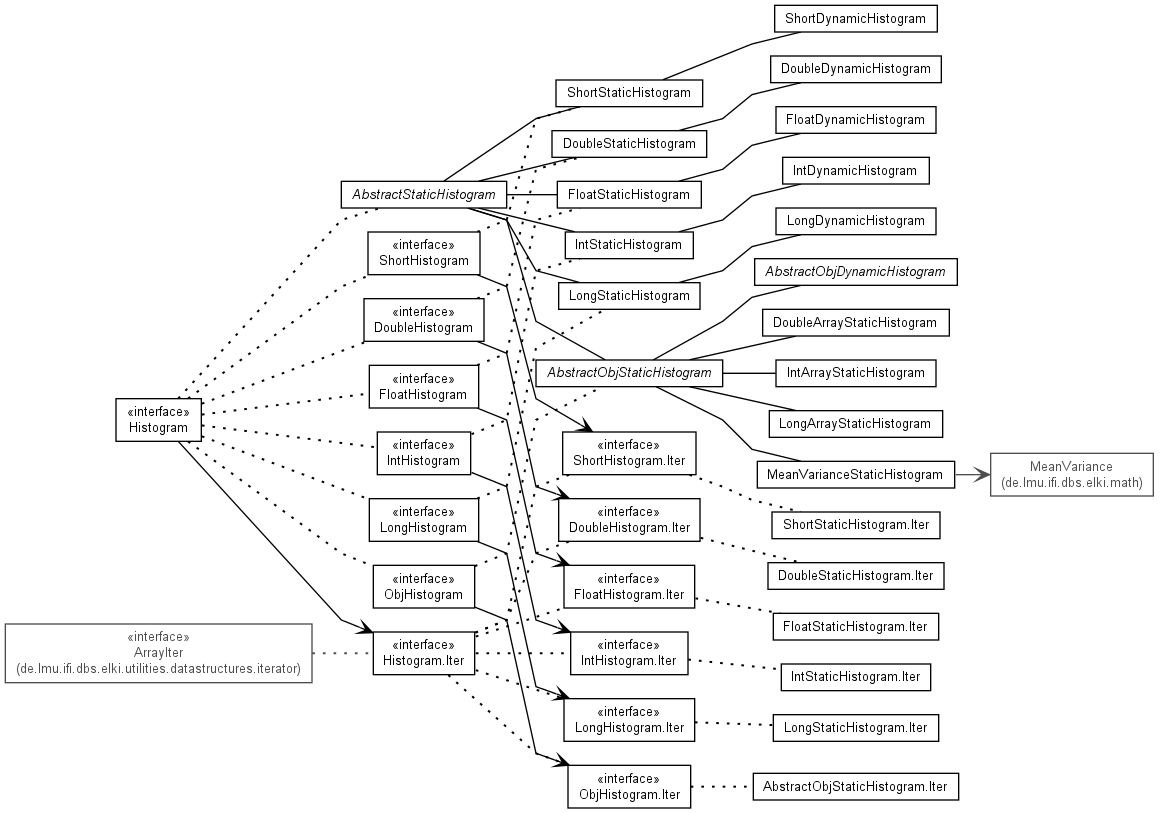 ShortDynamicHistogram
DoubleDynamicHistogram
ShortStaticHistogram
FloatDynamicHistogram
DoubleStaticHistogram
IntDynamicHistogram
AbstractStaticHistogram
FloatStaticHistogram
LongDynamicHistogram
«interface»
ShortHistogram
IntStaticHistogram
AbstractObjDynamicHistogram
LongStaticHistogram
«interface»
DoubleHistogram
DoubleArrayStaticHistogram
«interface»
FloatHistogram
AbstractObjStaticHistogram
IntArrayStaticHistogram
«interface»
Histogram
LongArrayStaticHistogram
«interface»
IntHistogram
«interface»
ShortHistogram.Iter
MeanVarianceStaticHistogram
MeanVariance
(de.lmu.ifi.dbs.elki.math)
«interface»
LongHistogram
«interface»
DoubleHistogram.Iter
ShortStaticHistogram.Iter
«interface»
ObjHistogram
«interface»
FloatHistogram.Iter
DoubleStaticHistogram.Iter
FloatStaticHistogram.Iter
«interface»
ArrayIter
(de.lmu.ifi.dbs.elki.utilities.datastructures.iterator)
«interface»
Histogram.Iter
«interface»
IntHistogram.Iter
IntStaticHistogram.Iter
«interface»
LongHistogram.Iter
LongStaticHistogram.Iter
«interface»
ObjHistogram.Iter
AbstractObjStaticHistogram.Iter